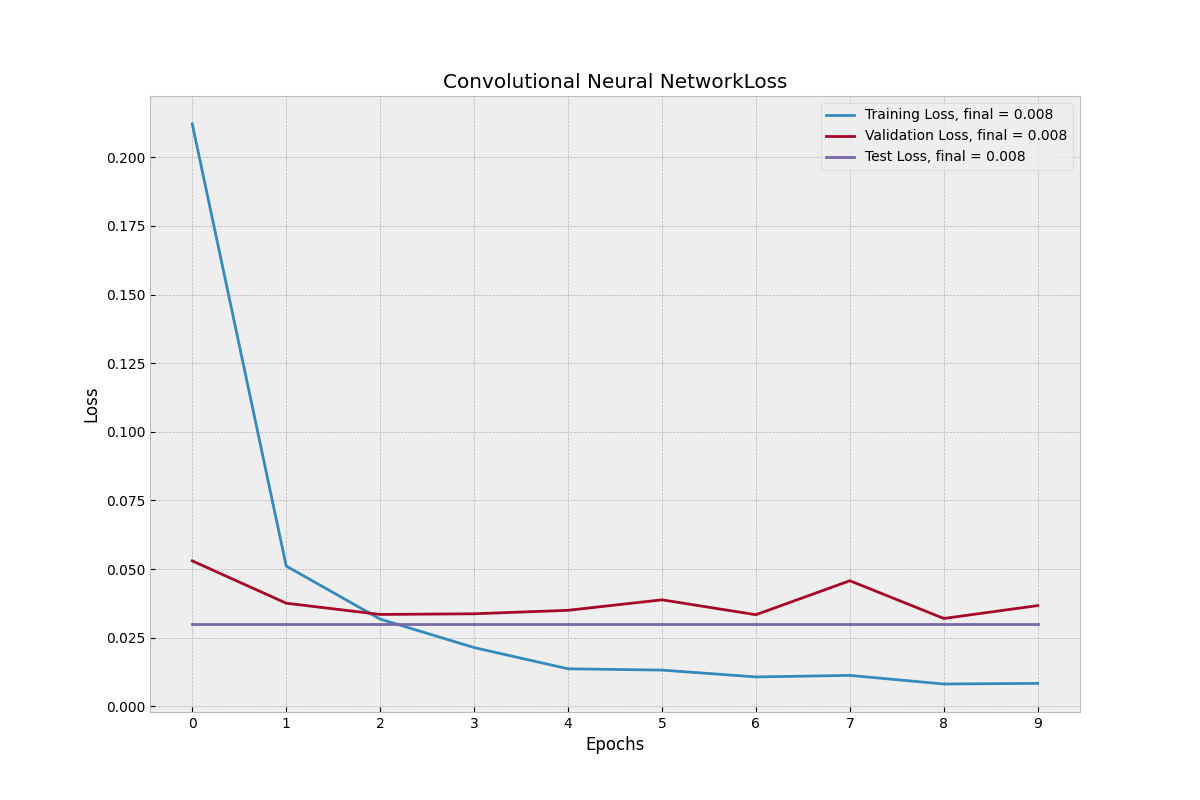 Convolutional Neural NetworkLoss
Training Loss, final = 0.008
Validation Loss, final = 0.008
Test Loss, final = 0.008
0.200
0.175
0.150
0.125
0.100
0.075
0.050
0.025
0.000
Loss
0 1 2 3 4 5 6 7 8 9
Epochs